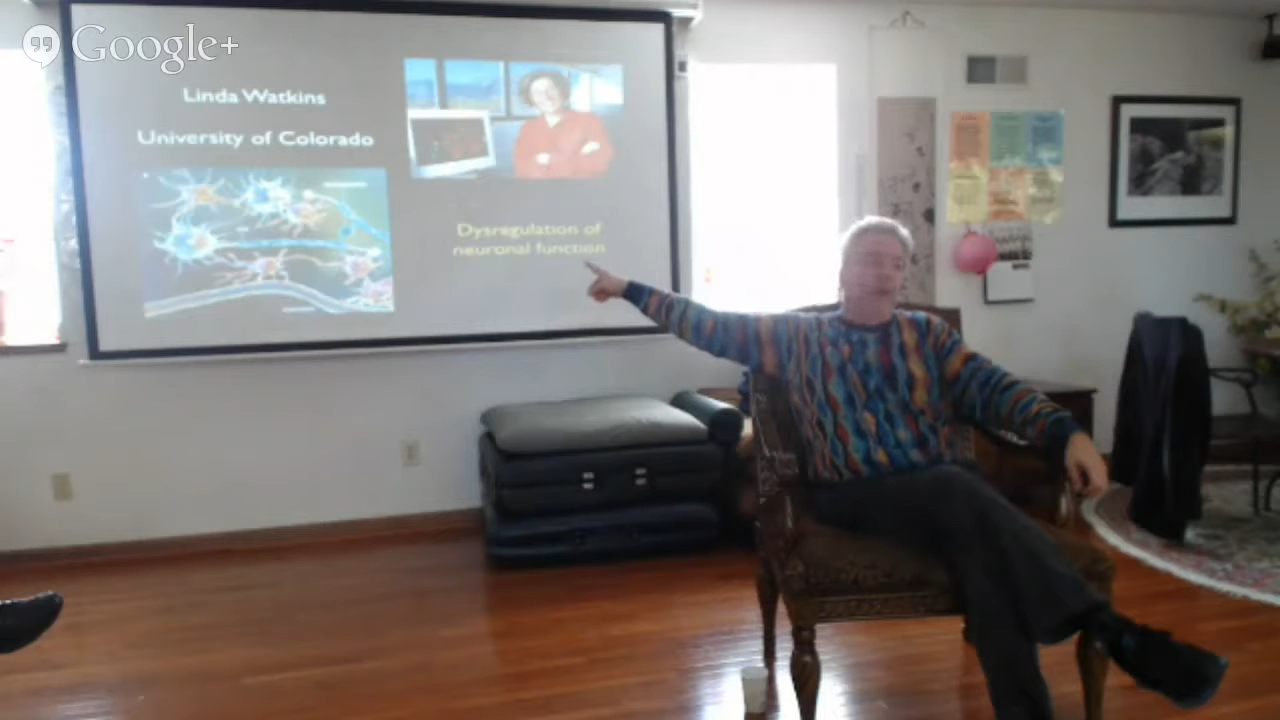 Google+
Linda Watkins
University of Colorado
Dysregulation of
neuronal function